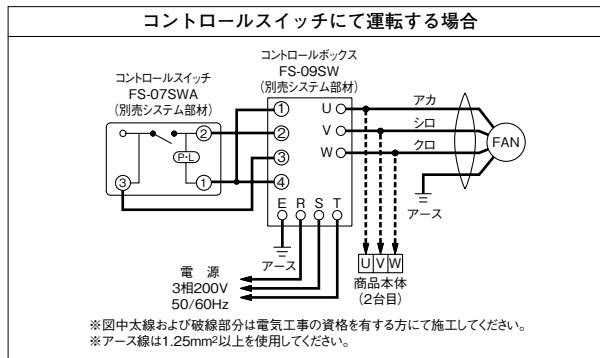 コントロールスイッチにて運転する場合
コントロールボックス
FS-09SW
(別売システム部材)
コントロールスイッチ
FS-07SWA
(別売システム部材)
② P・L ③ ①
① ② ③ ④
U V W
E R S T
アカ
シロ
クロ
FAN
アース
アース
U V W
商品本体
(2台目)
電 源
3相200V
50/60Hz
※図中太線および破線部分は電気工事の資格を有する方にて施工してください。
※アース線は1.25mm²以上を使用してください。